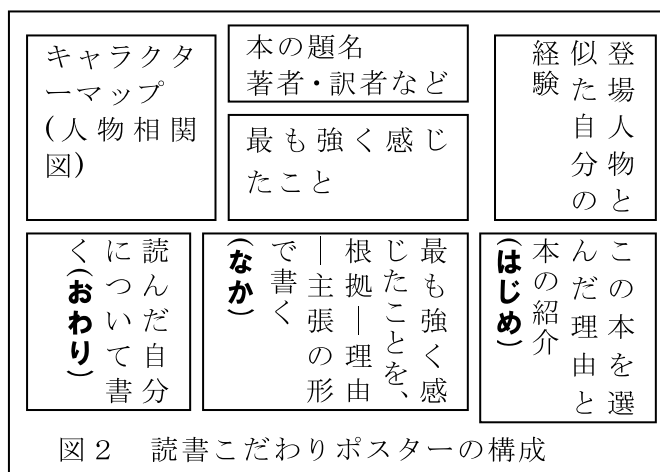 キャラクタ
ーマップ
(人物相関
図)
本の題名
著者・訳者など
最も強く感じ
たこと
登場人物と
似た自分の
経験
この本を選
んだ理由と
本の紹介
(はじめ)
最も強く感
じたことを、
根拠―理由
―主張の形
で書く
(なか)
読んだ自分
について書
く(おわり)
図2 読書こだわりポスターの構成